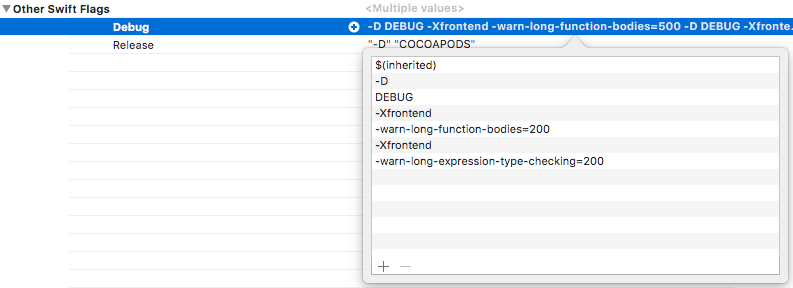 Other Swift Flags
<Multiple values>
Debug
-D DEBUG -Xfrontend -warn-long-function-bodies=500 -D DEBUG -Xfronte...
Release
"-D" "COCOAPODS"
$(inherited)
-D
DEBUG
-Xfrontend
-warn-long-function-bodies=200
-Xfrontend
-warn-long-expression-type-checking=200